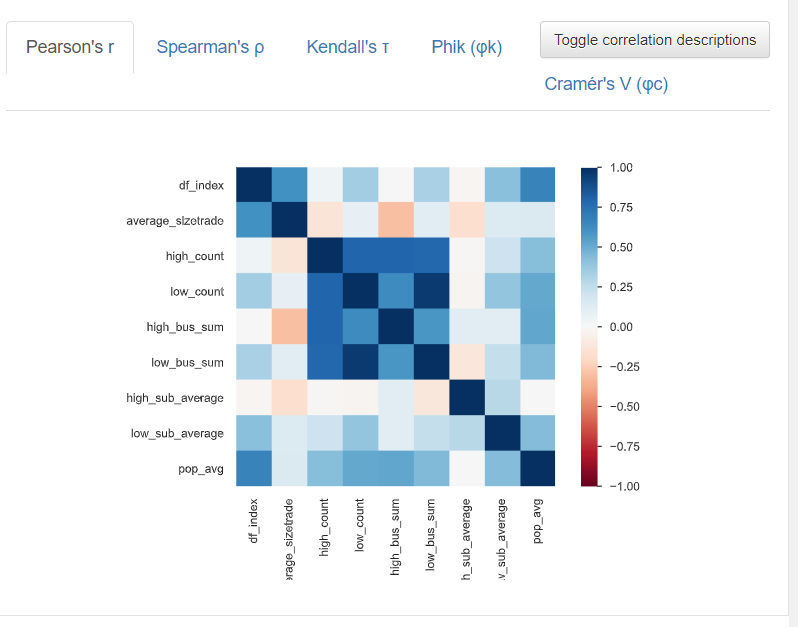 Pearson's r
Spearman's ρ
Kendall's τ
Phik (φk)
Toggle correlation descriptions
Cramér's V (φc)
df_index
average_sizetrade
high_count
low_count
high_bus_sum
low_bus_sum
high_sub_average
low_sub_average
pop_avg
1.00
0.75
0.50
0.25
0.00
−0.25
−0.50
−0.75
−1.00
df_index
erage_sizetrade
high_count
low_count
high_bus_sum
low_bus_sum
h_sub_average
v_sub_average
pop_avg